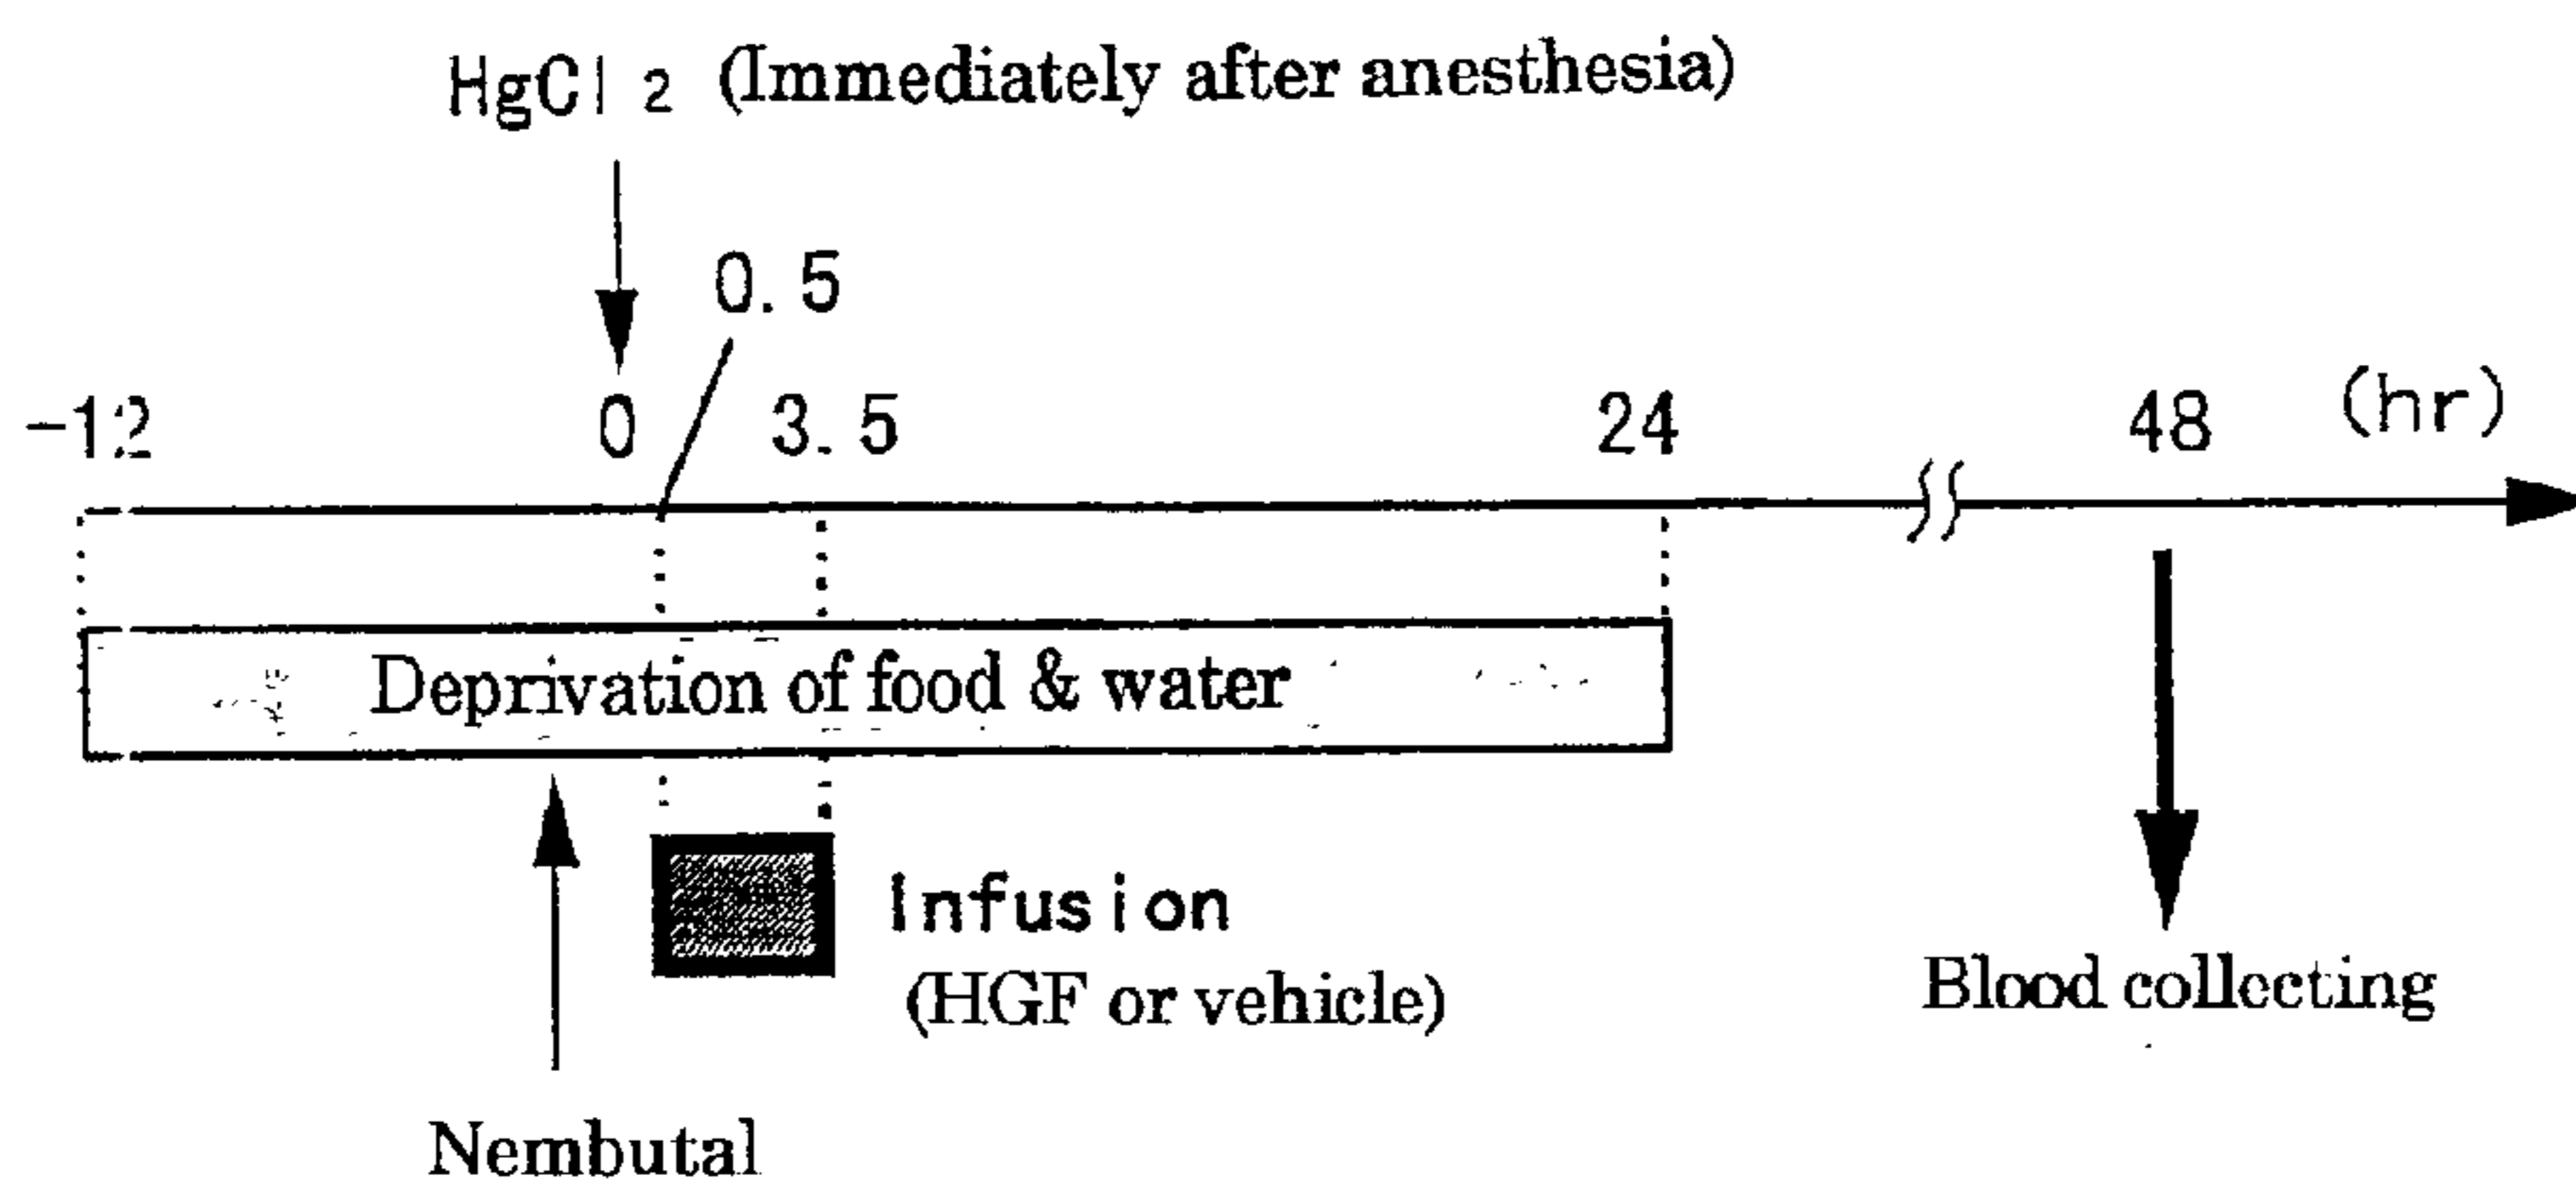 HgCl 2 (Immediately after anesthesia)
0.5
-12 0 3.5 24 48 (hr)
Deprivation of food & water
Infusion
(HGF or vehicle)
Blood collecting
Nembutal